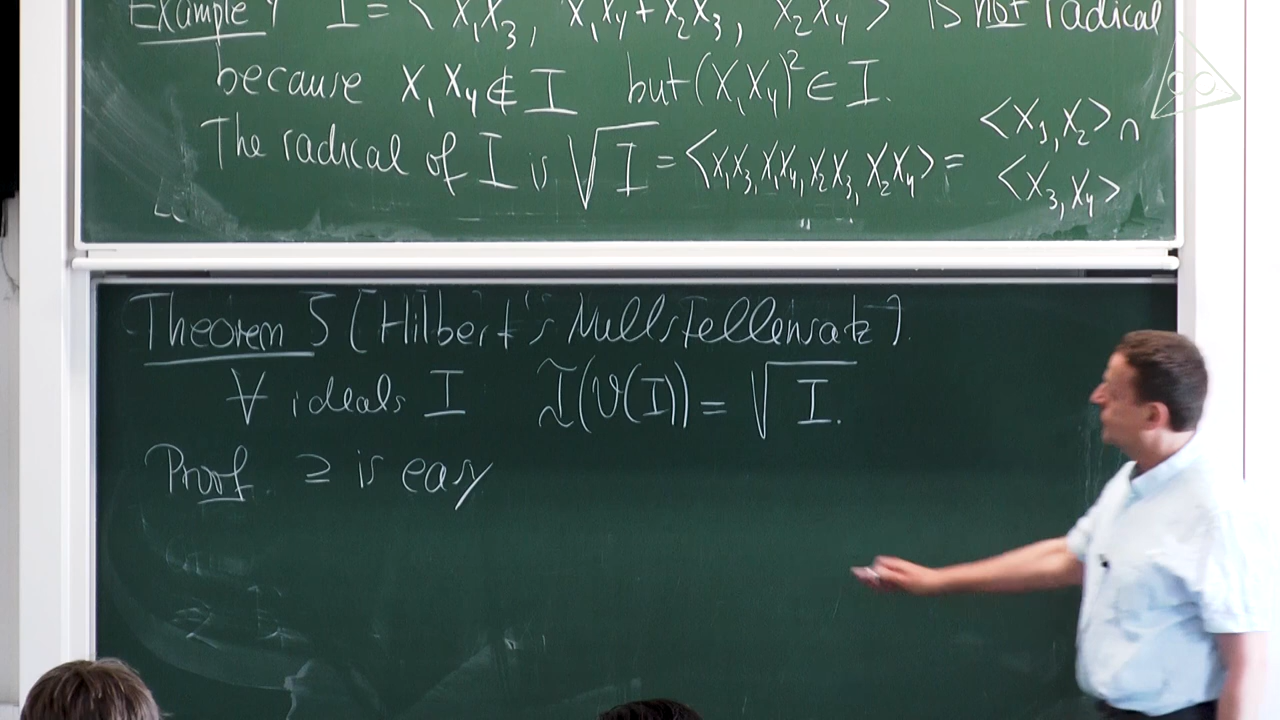 Example I = < X₁X₃, X₁X₄ + X₂X₃, X₂X₄ > is not radical
because X₁X₄ ∉ I but (X₁X₄)² ∈ I.
The radical of I is √I = <X₁X₃, X₁X₄, X₂X₃, X₂X₄> = <X₁, X₂> ∩
<X₃, X₄>
Theorem 5 (Hilbert's Nullstellensatz).
∀ ideals I I(V(I)) = √I.
Proof. ⊇ is easy